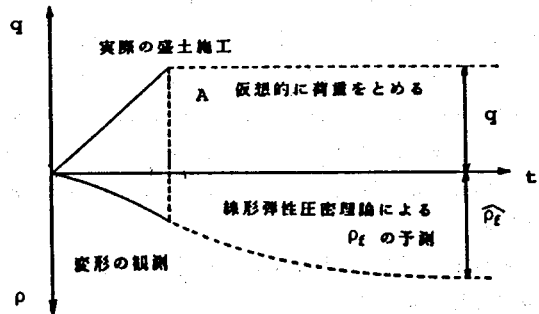 q
実際の盛土施工
A 仮想的に荷重をとめる
q
t
線形弾性圧密理論による
ρf の予測
ρ̂f
変形の観測
ρ